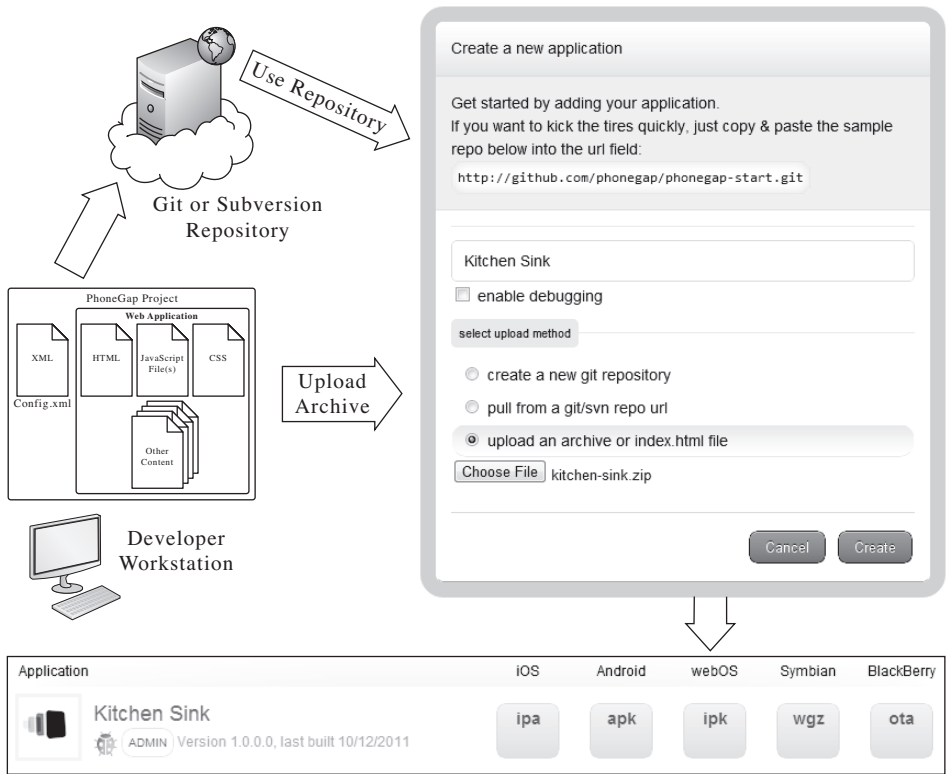 Use Repository
Git or Subversion
Repository
PhoneGap Project
Web Application
XML
HTML
JavaScript
File(s)
CSS
Config.xml
Other
Content
Upload
Archive
Developer
Workstation
Create a new application
Get started by adding your application.
If you want to kick the tires quickly, just copy & paste the sample
repo below into the url field:
http://github.com/phonegap/phonegap-start.git
Kitchen Sink
enable debugging
select upload method
create a new git repository
pull from a git/svn repo url
upload an archive or index.html file
Choose File kitchen-sink.zip
Cancel Create
Application iOS Android webOS Symbian BlackBerry
Kitchen Sink
ADMIN Version 1.0.0.0, last built 10/12/2011
ipa apk ipk wgz ota